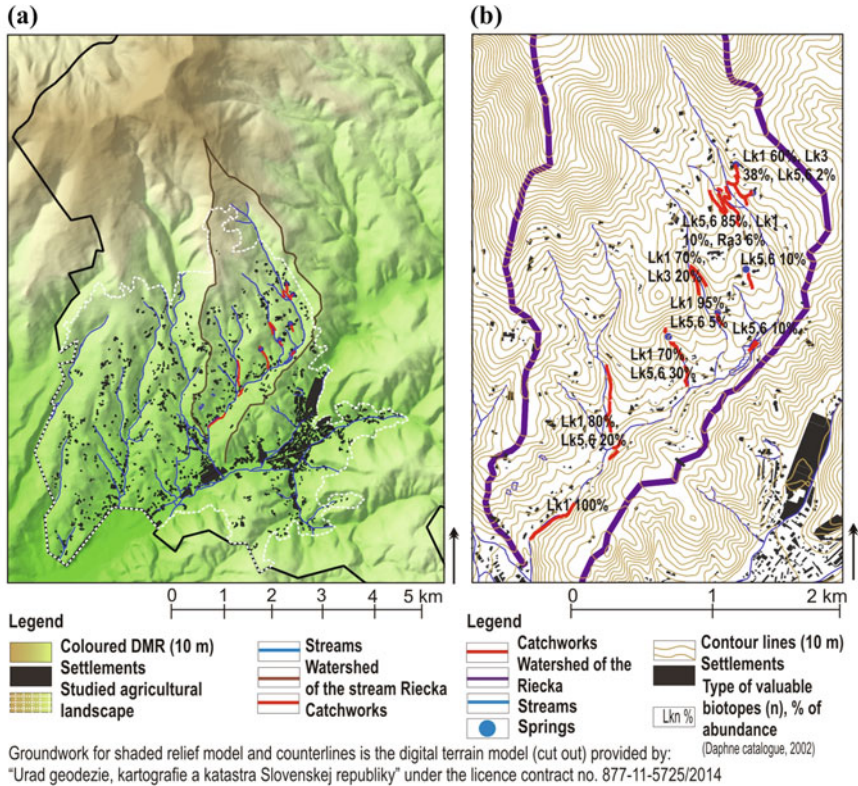 (a)
(b)
Lk1 60%, Lk3
38%, Lk5,6 2%
Lk5,6 85%, Lk1
10%, Ra3 6%
Lk1 70%,
Lk3 20%
Lk5,6 10%
Lk1 95%
Lk5,6 5%
Lk5,6 10%
Lk1 70%,
Lk5,6 30%
Lk1 80%,
Lk5,6 20%
Lk1 100%
0 1 2 3 4 5 km
0 1 2 km
Legend
Coloured DMR (10 m)
Settlements
Studied agricultural
landscape
Streams
Watershed
of the stream Riecka
Catchworks
Legend
Catchworks
Watershed of the
Riecka
Streams
Springs
Contour lines (10 m)
Settlements
Lkn %
Type of valuable
biotopes (n), % of
abundance
(Daphne catalogue, 2002)
Groundwork for shaded relief model and counterlines is the digital terrain model (cut out) provided by:
“Urad geodezie, kartografie a katastra Slovenskej republiky” under the licence contract no. 877-11-5725/2014